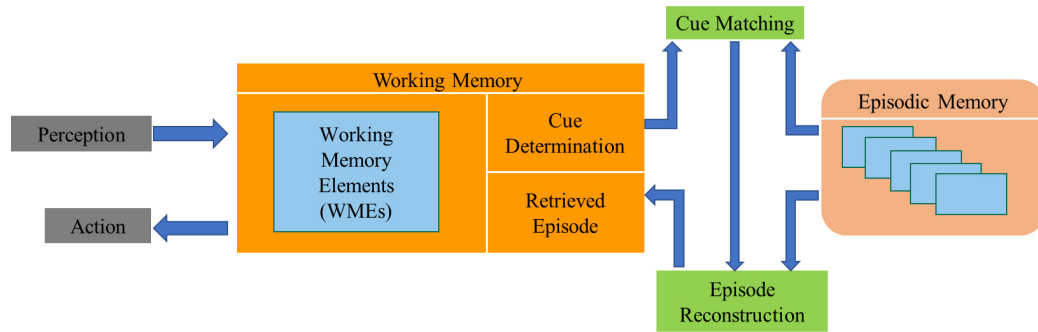 Cue Matching
Working Memory
Episodic Memory
Perception
Working
Memory
Elements
(WMEs)
Cue
Determination
Action
Retrieved
Episode
Episode
Reconstruction